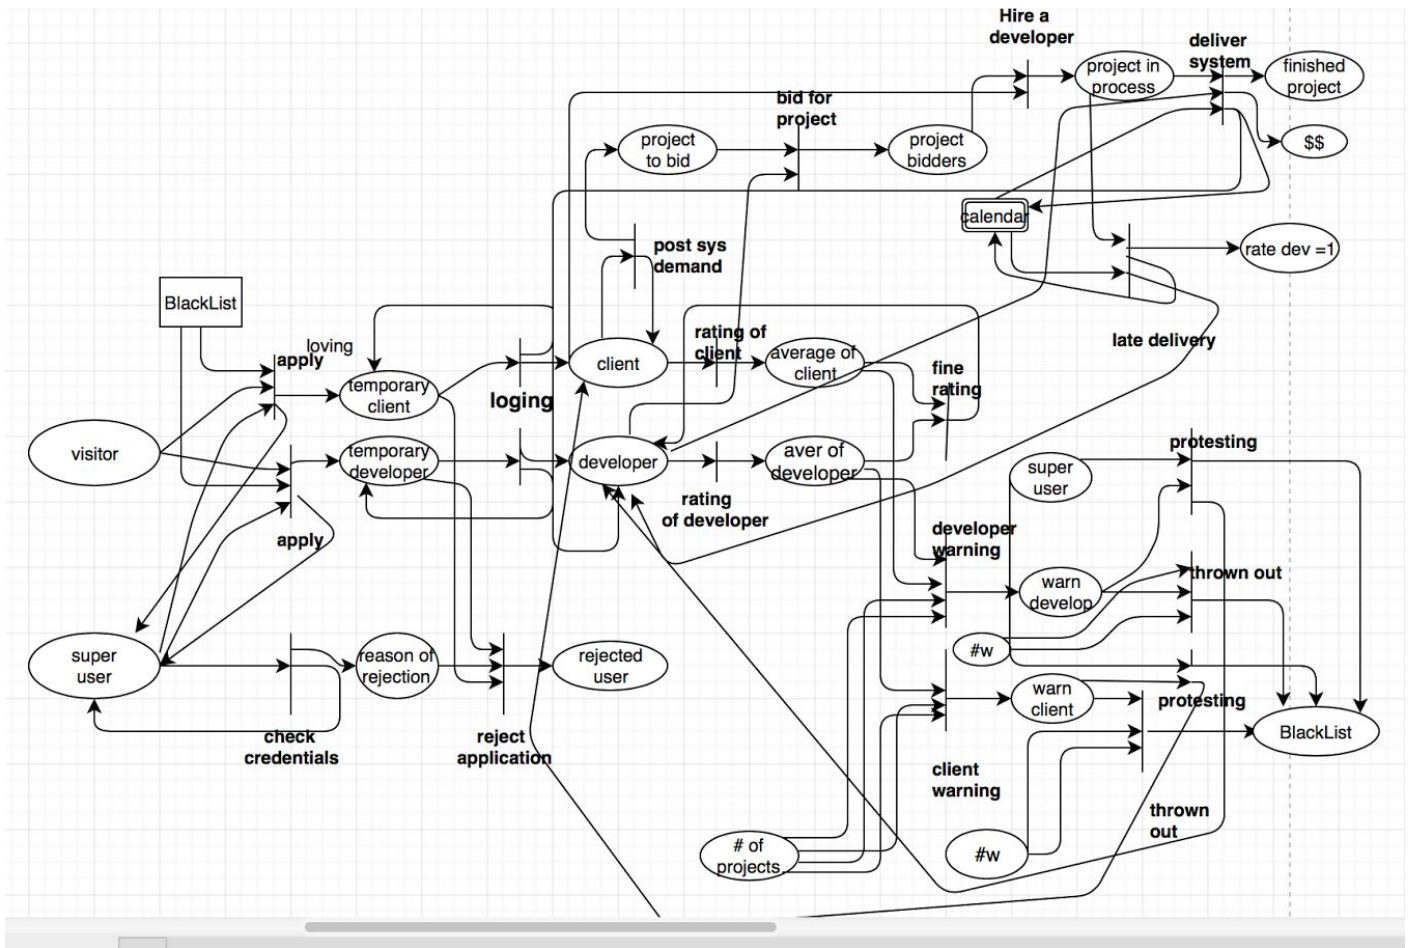 Hire a
developer
deliver
system
project in
process
finished
project
bid for
project
project
to bid
project
bidders
$$
calendar
rate dev =1
post sys
demand
BlackList
loving
apply
rating of
client
late delivery
temporary
client
client
average of
client
fine
rating
loging
visitor
temporary
developer
developer
aver of
developer
protesting
super
user
rating
of developer
apply
developer
warning
warn
develop
thrown out
#w
super
user
reason of
rejection
rejected
user
warn
client
protesting
BlackList
check
credentials
reject
application
client
warning
thrown
out
# of
projects
#w